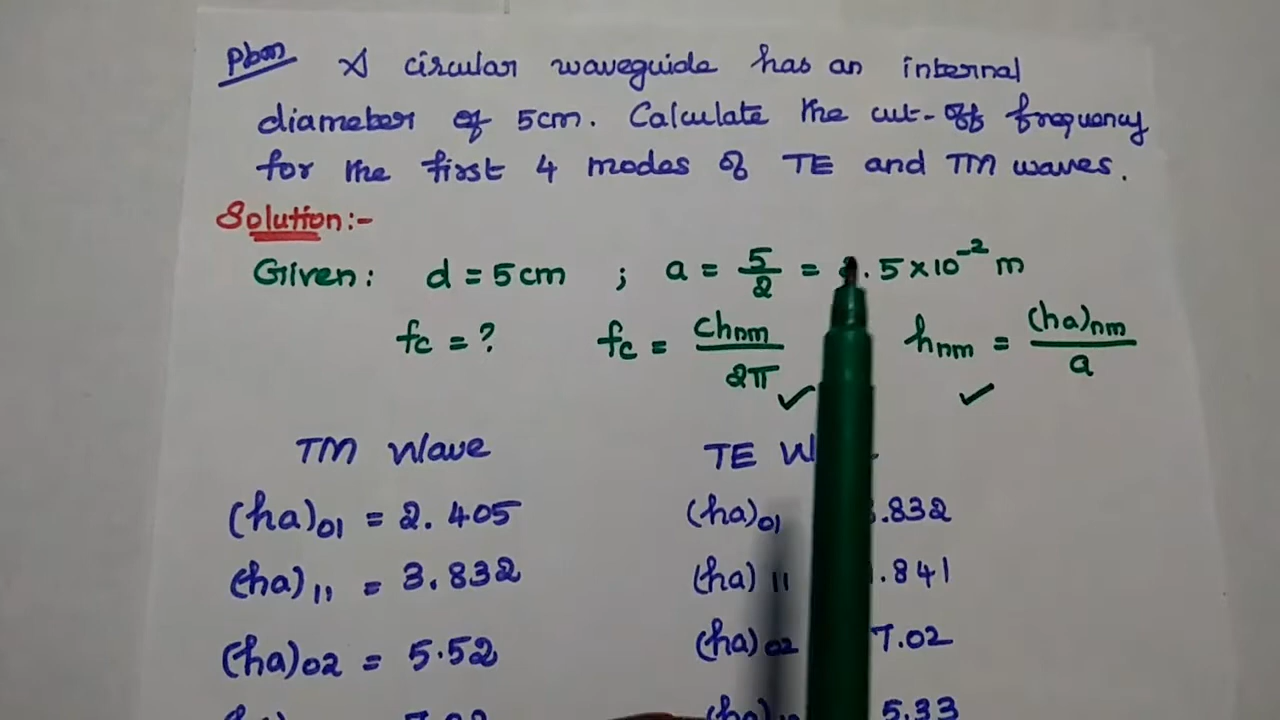 Pbm A circular waveguide has an internal
diameter of 5cm. Calculate the cut-off frequency
for the first 4 modes of TE and TM waves.
Solution:-
Given: d = 5cm ; a = 5/2 = .5×10⁻² m
fc = ? fc = chnm/2π ✓ hnm = (ha)nm/a ✓
TM Wave TE
(ha)01 = 2.405 (ha)01 .832
(ha)11 = 3.832 (ha)11 .841
(ha)02 = 5.52 (ha)02 7.02
(ha) 5.33